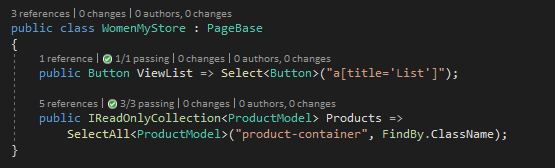 3 references | 0 changes | 0 authors, 0 changes
public class WomenMyStore : PageBase
{
1 reference | 1/1 passing | 0 changes | 0 authors, 0 changes
public Button ViewList => Select<Button>("a[title='List']");
5 references | 3/3 passing | 0 changes | 0 authors, 0 changes
public IReadOnlyCollection<ProductModel> Products =>
SelectAll<ProductModel>("product-container", FindBy.ClassName);
}